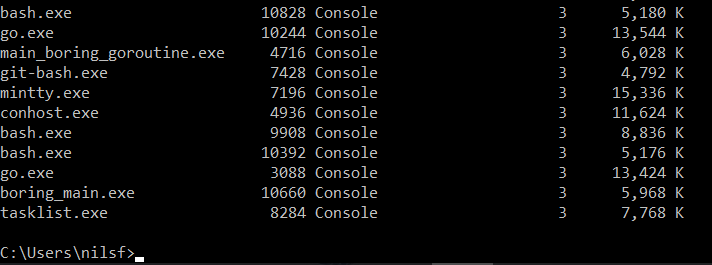 bash.exe 10828 Console 3 5,180 K
go.exe 10244 Console 3 13,544 K
main_boring_goroutine.exe 4716 Console 3 6,028 K
git-bash.exe 7428 Console 3 4,792 K
mintty.exe 7196 Console 3 15,336 K
conhost.exe 4936 Console 3 11,624 K
bash.exe 9908 Console 3 8,836 K
bash.exe 10392 Console 3 5,176 K
go.exe 3088 Console 3 13,424 K
boring_main.exe 10660 Console 3 5,968 K
tasklist.exe 8284 Console 3 7,768 K
C:\Users\nilsf>